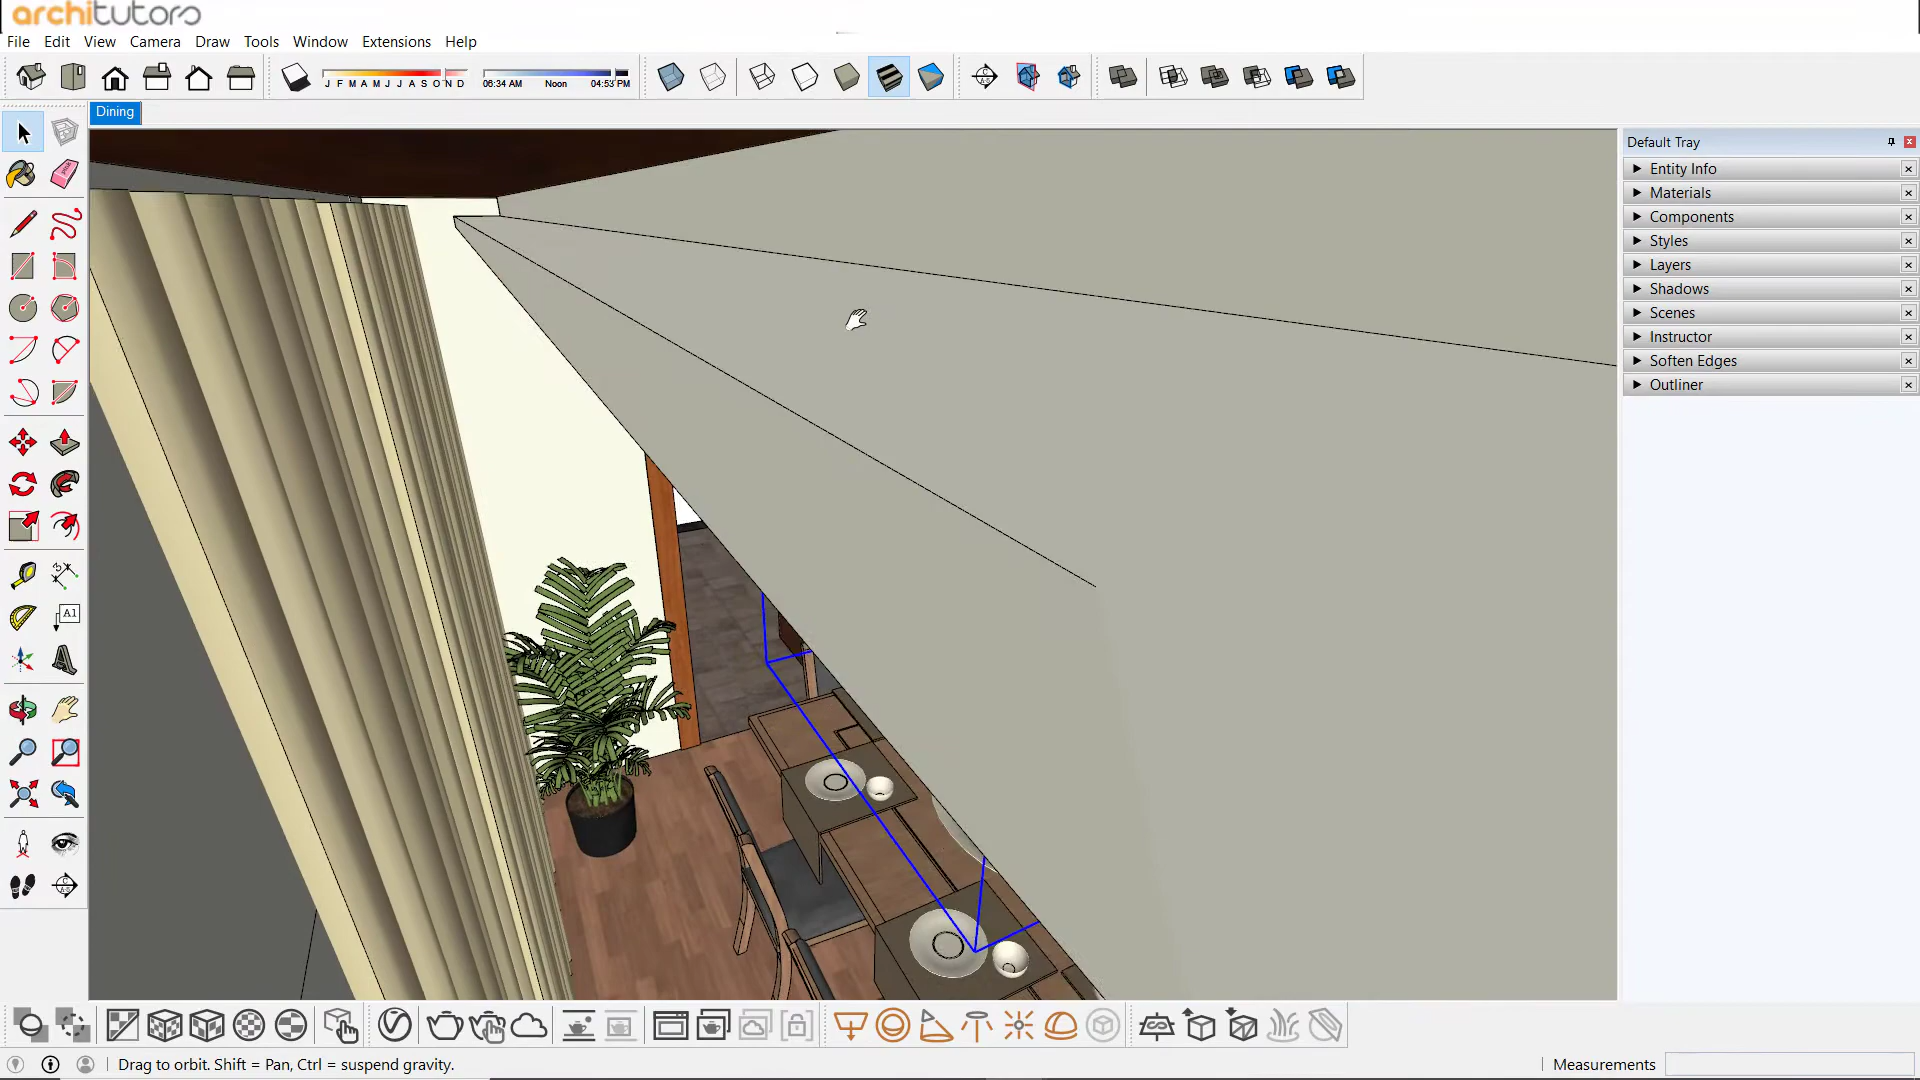 architutors
File Edit View Camera Draw Tools Window Extensions Help
J F M A M J J A S O N D 06:34 AM Noon 04:53 PM
Dining
Default Tray
Entity Info
Materials
Components
Styles
Layers
Shadows
Scenes
Instructor
Soften Edges
Outliner
A1
Drag to orbit. Shift = Pan, Ctrl = suspend gravity.
Measurements